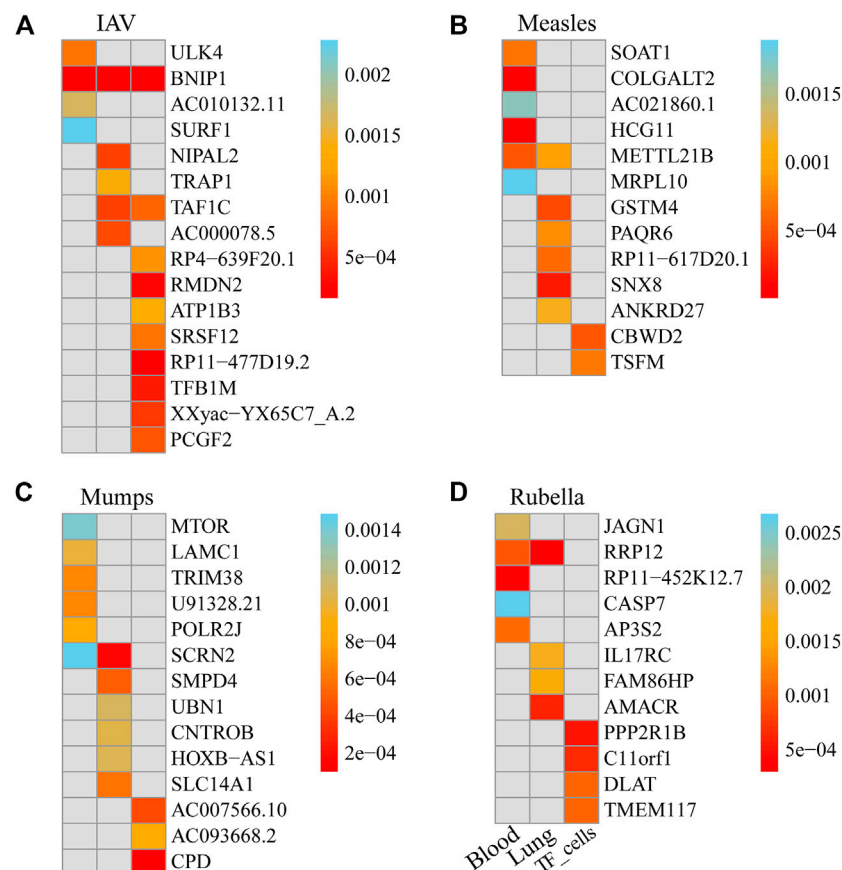 A
IAV
ULK4
BNIP1
AC010132.11
SURF1
NIPAL2
TRAP1
TAF1C
AC000078.5
RP4−639F20.1
RMDN2
ATP1B3
SRSF12
RP11−477D19.2
TFB1M
XXyac−YX65C7_A.2
PCGF2
0.002
0.0015
0.001
5e−04
B
Measles
SOAT1
COLGALT2
AC021860.1
HCG11
METTL21B
MRPL10
GSTM4
PAQR6
RP11−617D20.1
SNX8
ANKRD27
CBWD2
TSFM
0.0015
0.001
5e−04
C
Mumps
MTOR
LAMC1
TRIM38
U91328.21
POLR2J
SCRN2
SMPD4
UBN1
CNTROB
HOXB−AS1
SLC14A1
AC007566.10
AC093668.2
CPD
0.0014
0.0012
0.001
8e−04
6e−04
4e−04
2e−04
D
Rubella
JAGN1
RRP12
RP11−452K12.7
CASP7
AP3S2
IL17RC
FAM86HP
AMACR
PPP2R1B
C11orf1
DLAT
TMEM117
0.0025
0.002
0.0015
0.001
5e−04
Blood
Lung
TF_cells